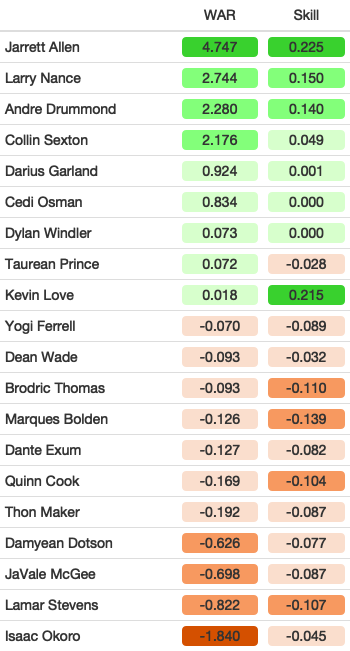 WAR Skill
Jarrett Allen 4.747 0.225
Larry Nance 2.744 0.150
Andre Drummond 2.280 0.140
Collin Sexton 2.176 0.049
Darius Garland 0.924 0.001
Cedi Osman 0.834 0.000
Dylan Windler 0.073 0.000
Taurean Prince 0.072 -0.028
Kevin Love 0.018 0.215
Yogi Ferrell -0.070 -0.089
Dean Wade -0.093 -0.032
Brodric Thomas -0.093 -0.110
Marques Bolden -0.126 -0.139
Dante Exum -0.127 -0.082
Quinn Cook -0.169 -0.104
Thon Maker -0.192 -0.087
Damyean Dotson -0.626 -0.077
JaVale McGee -0.698 -0.087
Lamar Stevens -0.822 -0.107
Isaac Okoro -1.840 -0.045